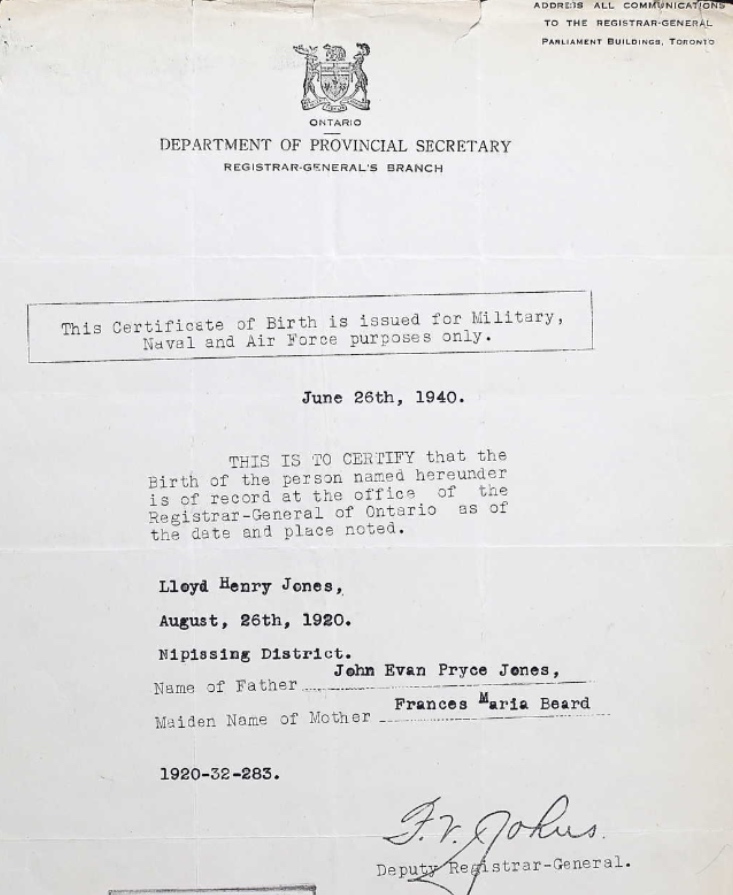 ADDRESS ALL COMMUNICATIONS
TO THE REGISTRAR-GENERAL
PARLIAMENT BUILDINGS, TORONTO
ONTARIO
DEPARTMENT OF PROVINCIAL SECRETARY
REGISTRAR-GENERAL'S BRANCH
This Certificate of Birth is issued for Military,
Naval and Air Force purposes only.
June 26th, 1940.
THIS IS TO CERTIFY that the
Birth of the person named hereunder
is of record at the office of the
Registrar-General of Ontario as of
the date and place noted.
Lloyd Henry Jones,
August, 26th, 1920.
Nipissing District.
John Evan Pryce Jones,
Name of Father
Frances Maria Beard
Maiden Name of Mother
1920-32-283.
F.V. Johns.
Deputy Registrar-General.